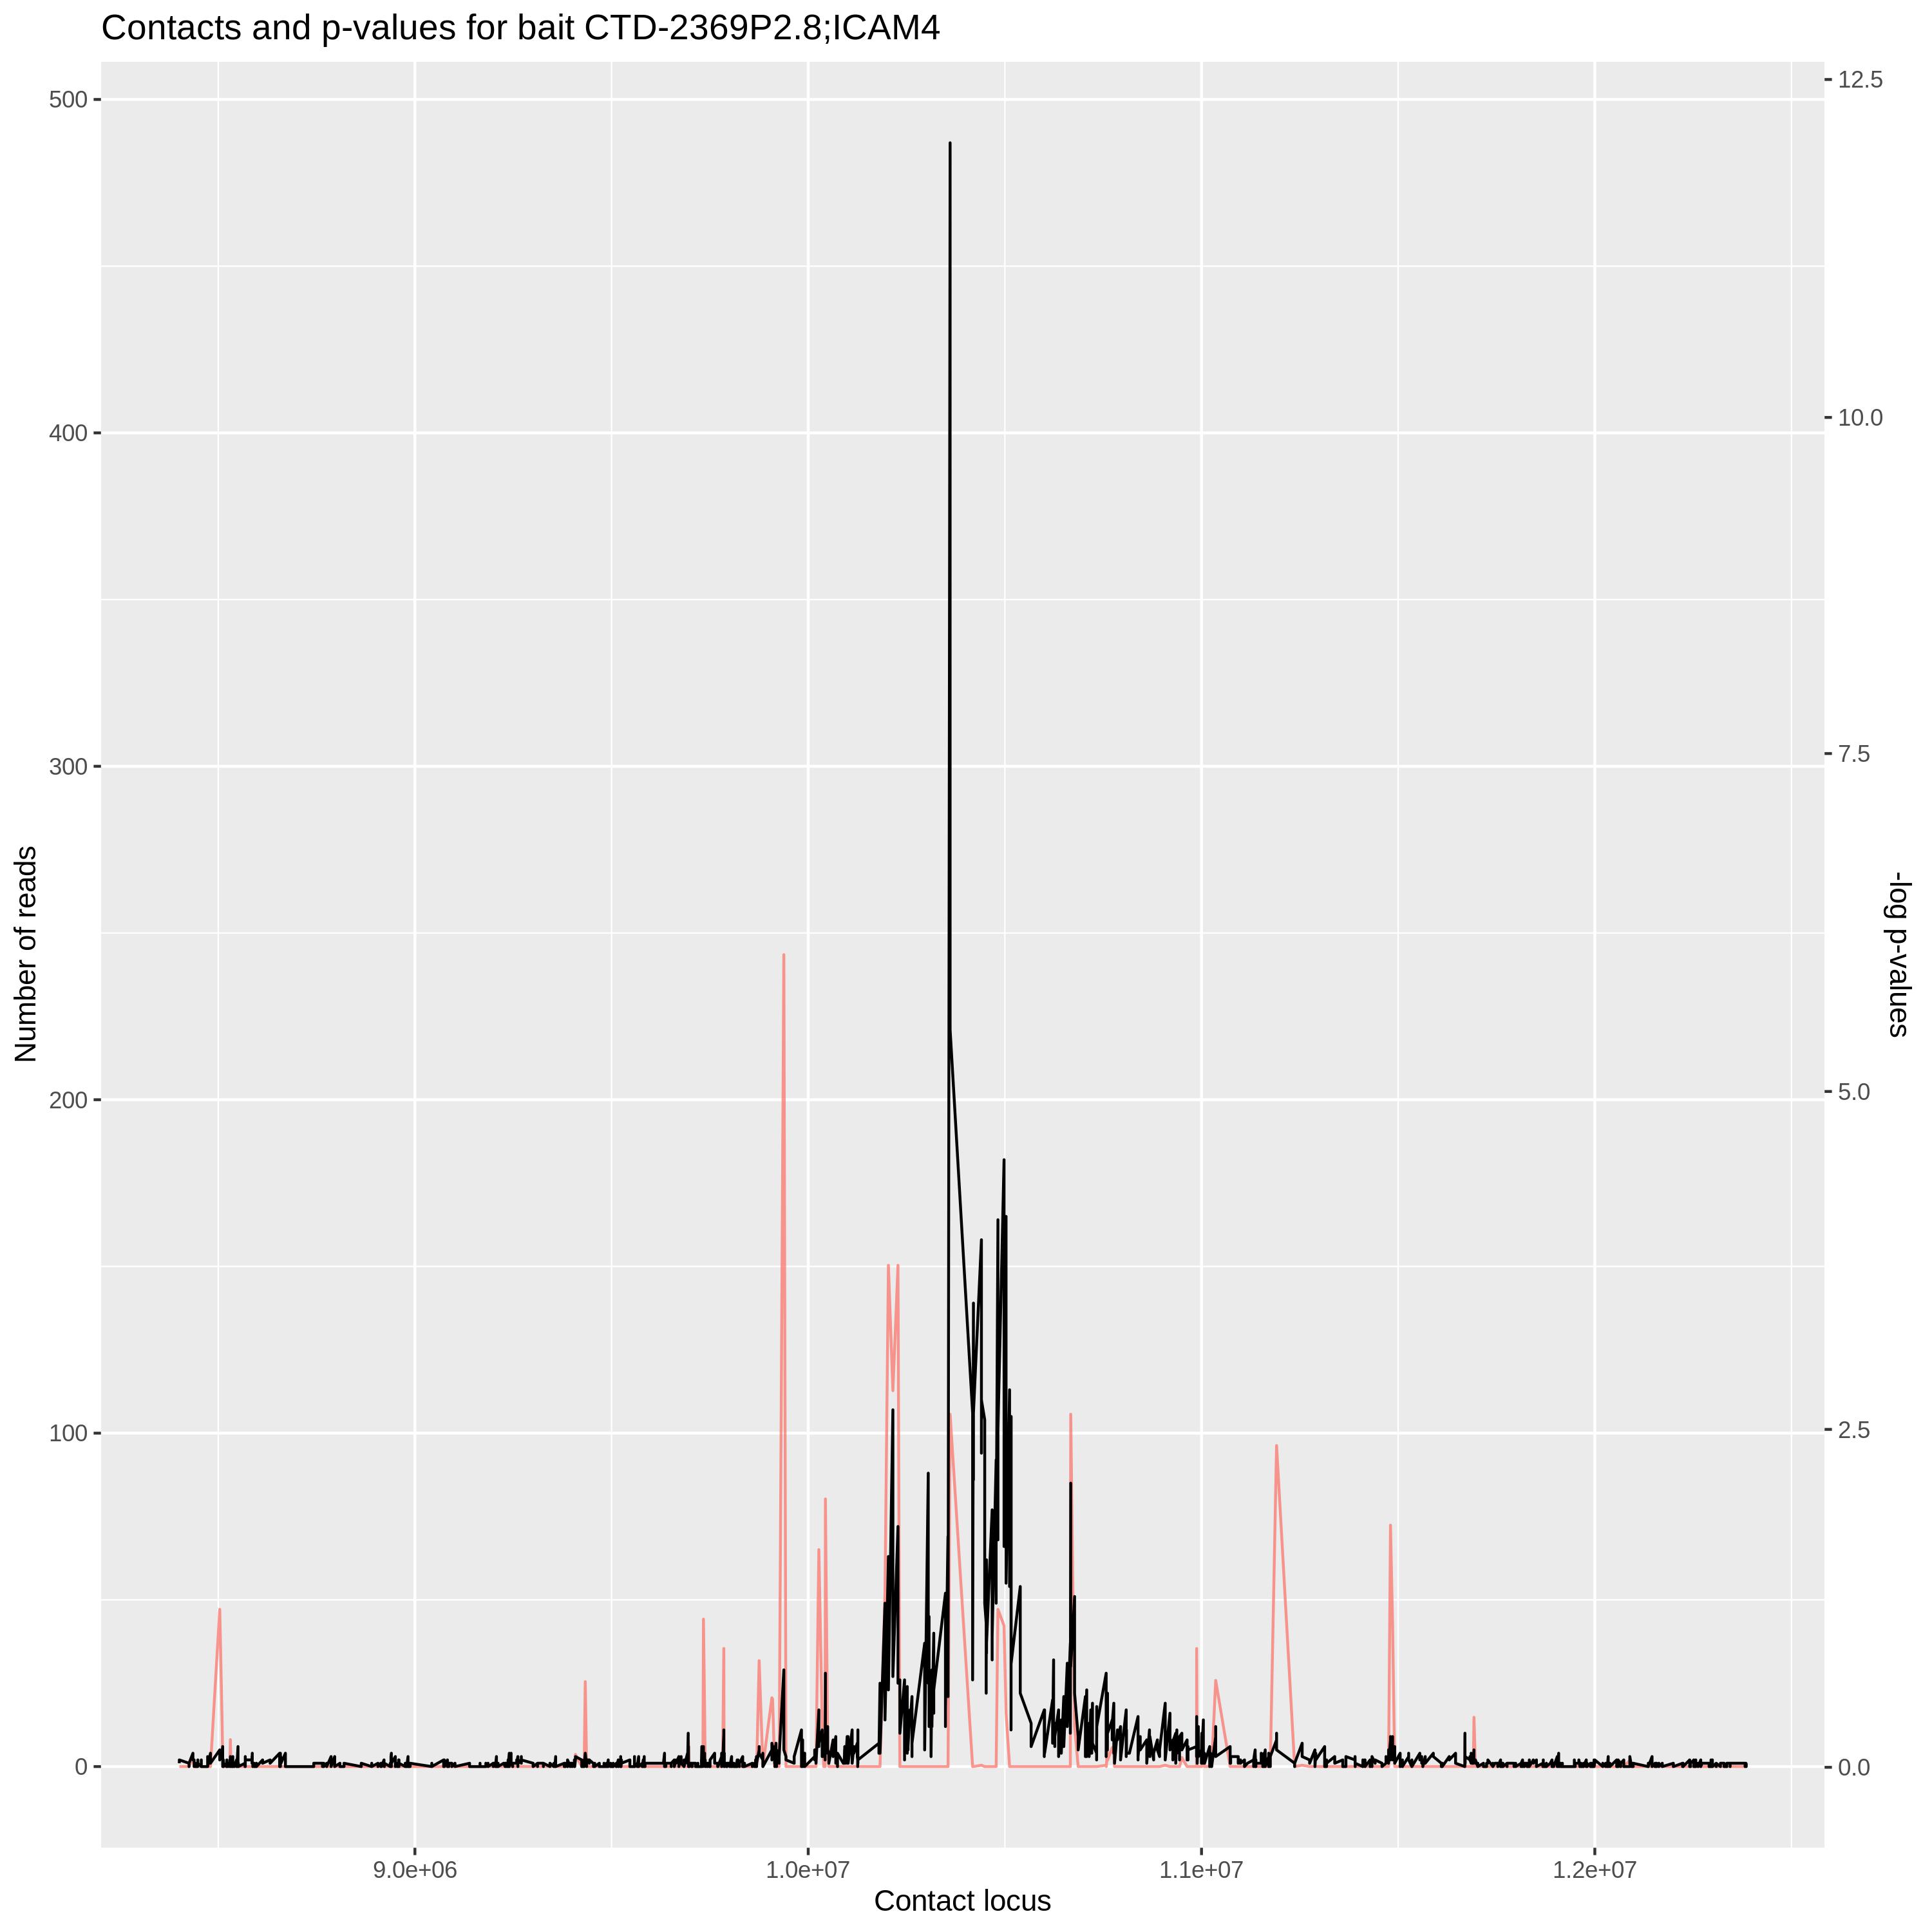 Contacts and p-values for bait CTD-2369P2.8;ICAM4
500
400
300
200
100
0
Number of reads
12.5
10.0
7.5
5.0
2.5
0.0
-log p-values
9.0e+06 1.0e+07 1.1e+07 1.2e+07
Contact locus